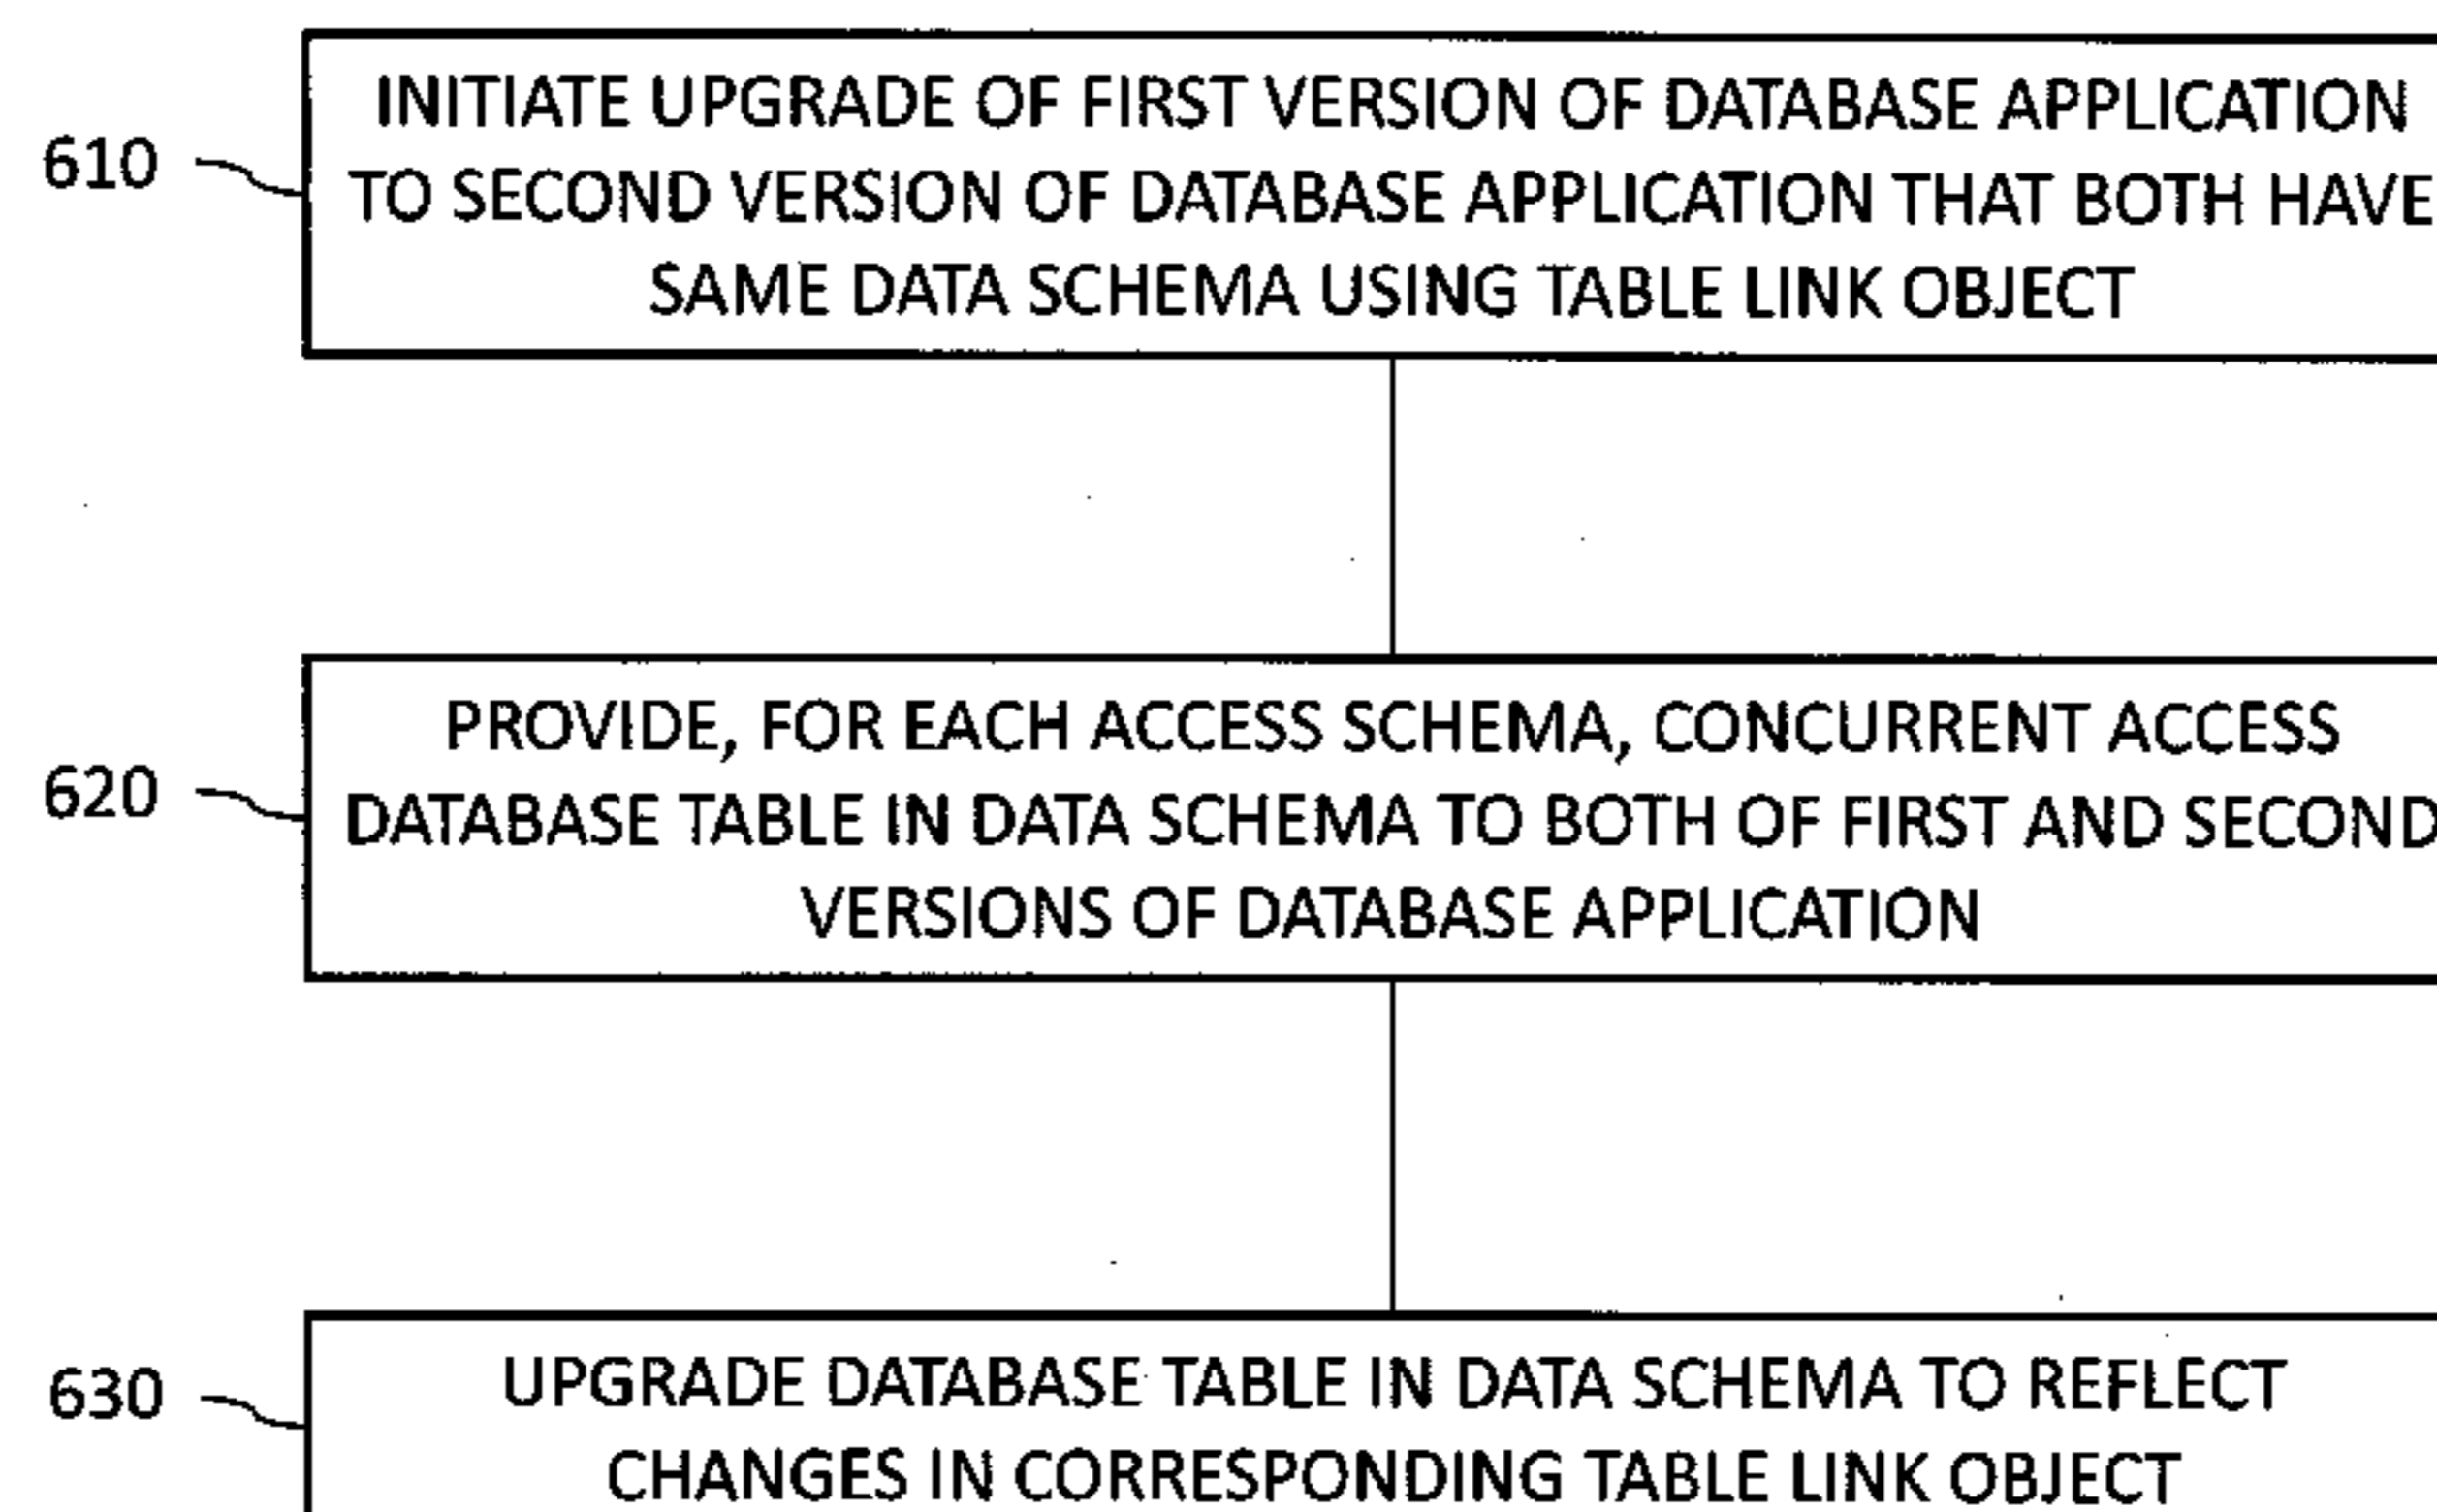 INITIATE UPGRADE OF FIRST VERSION OF DATABASE APPLICATION
610
TO SECOND VERSION OF DATABASE APPLICATION THAT BOTH HAVE
SAME DATA SCHEMA USING TABLE LINK OBJECT
PROVIDE, FOR EACH ACCESS SCHEMA, CONCURRENT ACCESS
620
DATABASE TABLE IN DATA SCHEMA TO BOTH OF FIRST AND SECOND
VERSIONS OF DATABASE APPLICATION
UPGRADE DATABASE TABLE IN DATA SCHEMA TO REFLECT
630
CHANGES IN CORRESPONDING TABLE LINK OBJECT